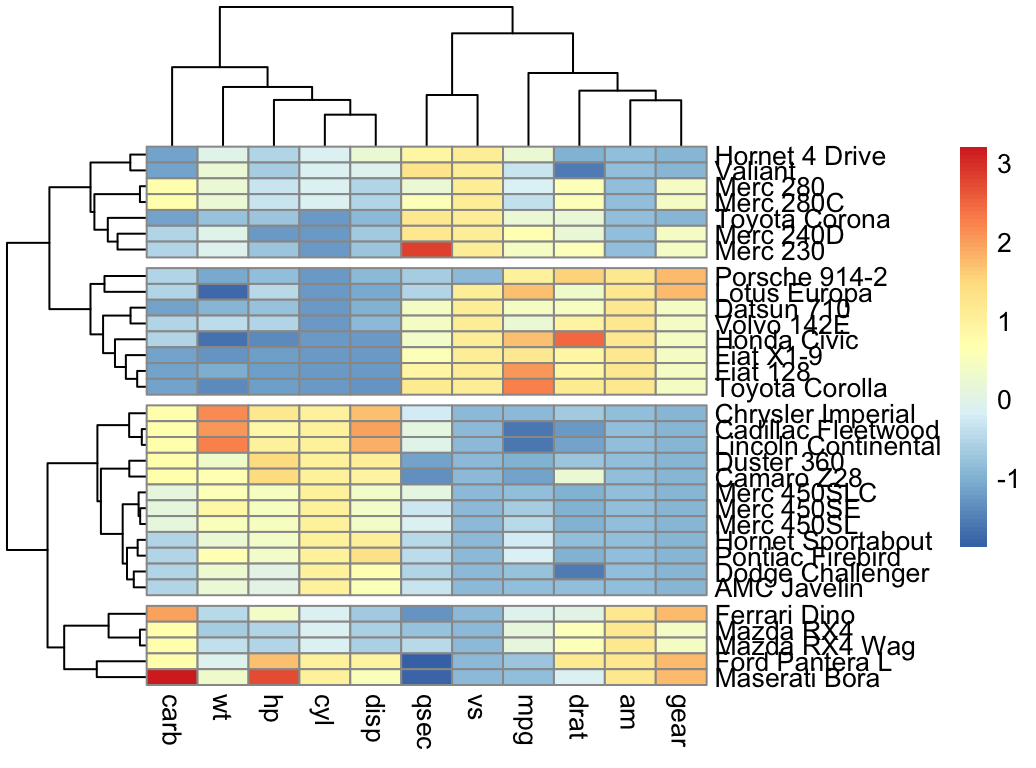 Hornet 4 Drive
Valiant
Merc 280
Merc 280C
Toyota Corona
Merc 240D
Merc 230
Porsche 914-2
Lotus Europa
Datsun 710
Volvo 142E
Honda Civic
Fiat X1-9
Fiat 128
Toyota Corolla
Chrysler Imperial
Cadillac Fleetwood
Lincoln Continental
Duster 360
Camaro Z28
Merc 450SLC
Merc 450SE
Merc 450SL
Hornet Sportabout
Pontiac Firebird
Dodge Challenger
AMC Javelin
Ferrari Dino
Mazda RX4
Mazda RX4 Wag
Ford Pantera L
Maserati Bora
carb wt hp cyl disp qsec vs mpg drat am gear
3
2
1
0
-1